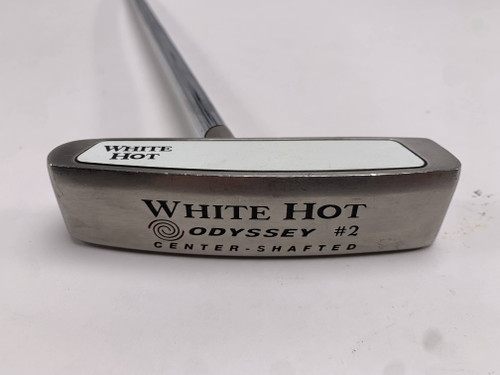 WHITE
HOT
WHITE HOT
ODYSSEY #2
CENTER-SHAFTED